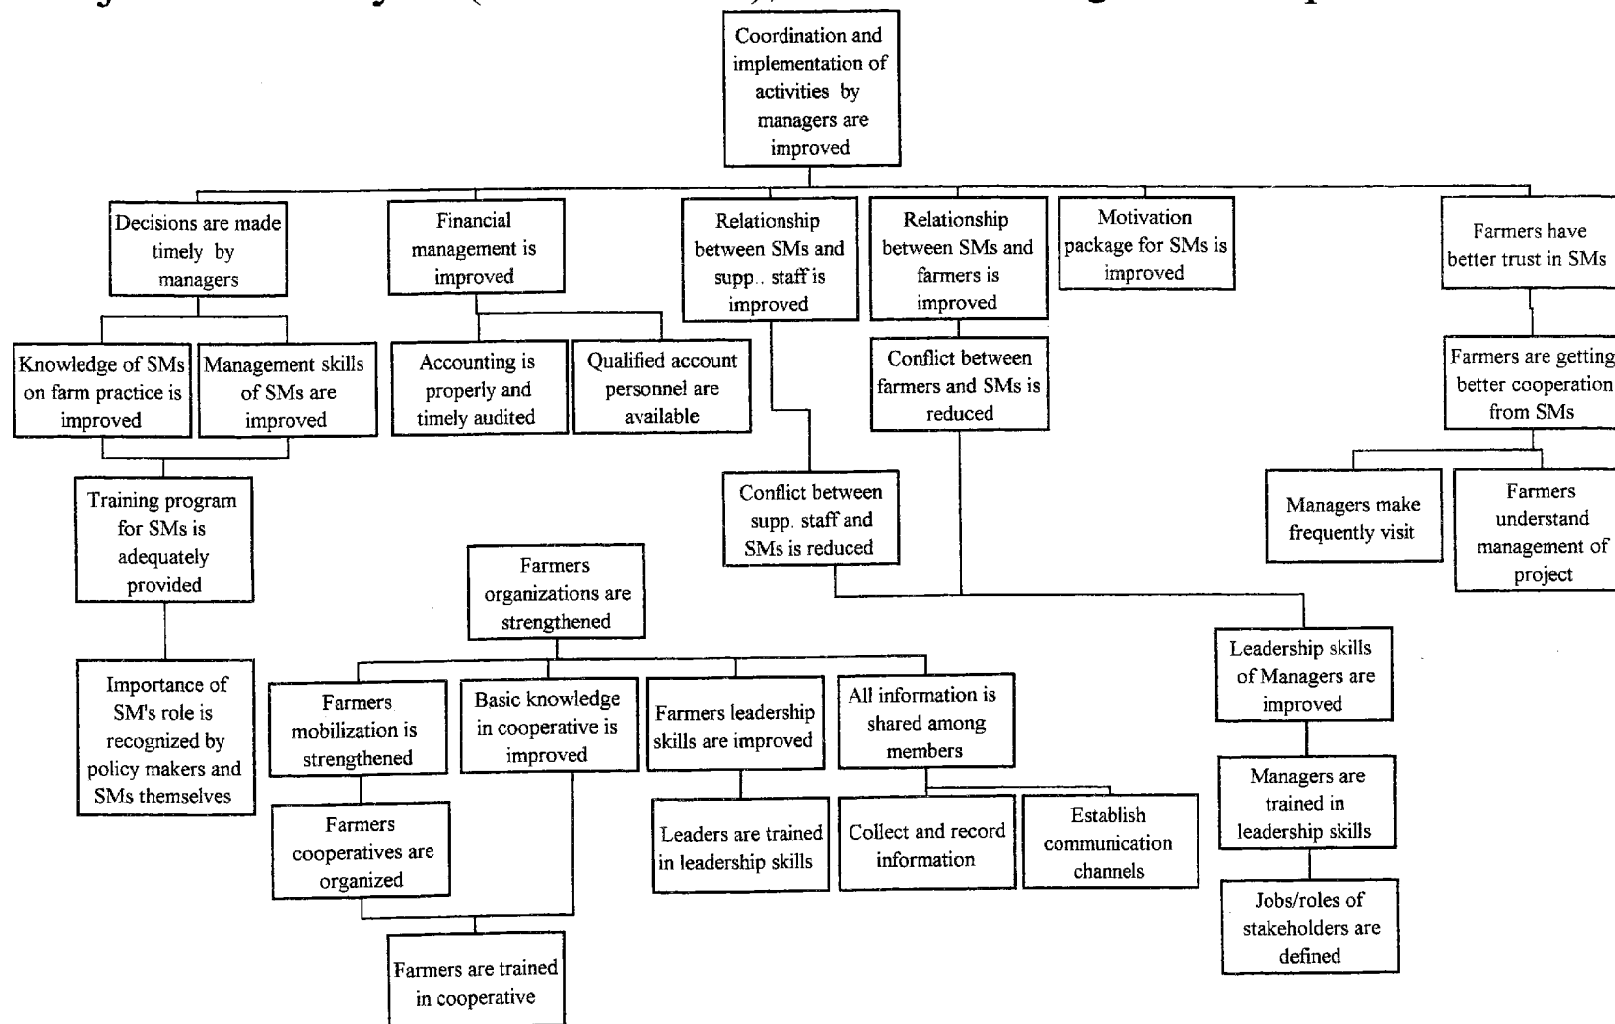 Coordination and
implementation of
activities by
managers are
improved
Decisions are made
timely by
managers
Financial
management is
improved
Relationship
between SMs and
supp.. staff is
improved
Relationship
between SMs and
farmers is
improved
Motivation
package for SMs is
improved
Farmers have
better trust in SMs
Knowledge of SMs
on farm practice is
improved
Management skills
of SMs are
improved
Accounting is
properly and
timely audited
Qualified account
personnel are
available
Conflict between
farmers and SMs is
reduced
Farmers are getting
better cooperation
from SMs
Training program
for SMs is
adequately
provided
Conflict between
supp. staff and
SMs is reduced
Managers make
frequently visit
Farmers
understand
management of
project
Farmers
organizations are
strengthened
Leadership skills
of Managers are
improved
Importance of
SM's role is
recognized by
policy makers and
SMs themselves
Farmers
mobilization is
strengthened
Basic knowledge
in cooperative is
improved
Farmers leadership
skills are improved
All information is
shared among
members
Managers are
trained in
leadership skills
Farmers
cooperatives are
organized
Leaders are trained
in leadership skills
Collect and record
information
Establish
communication
channels
Jobs/roles of
stakeholders are
defined
Farmers are trained
in cooperative